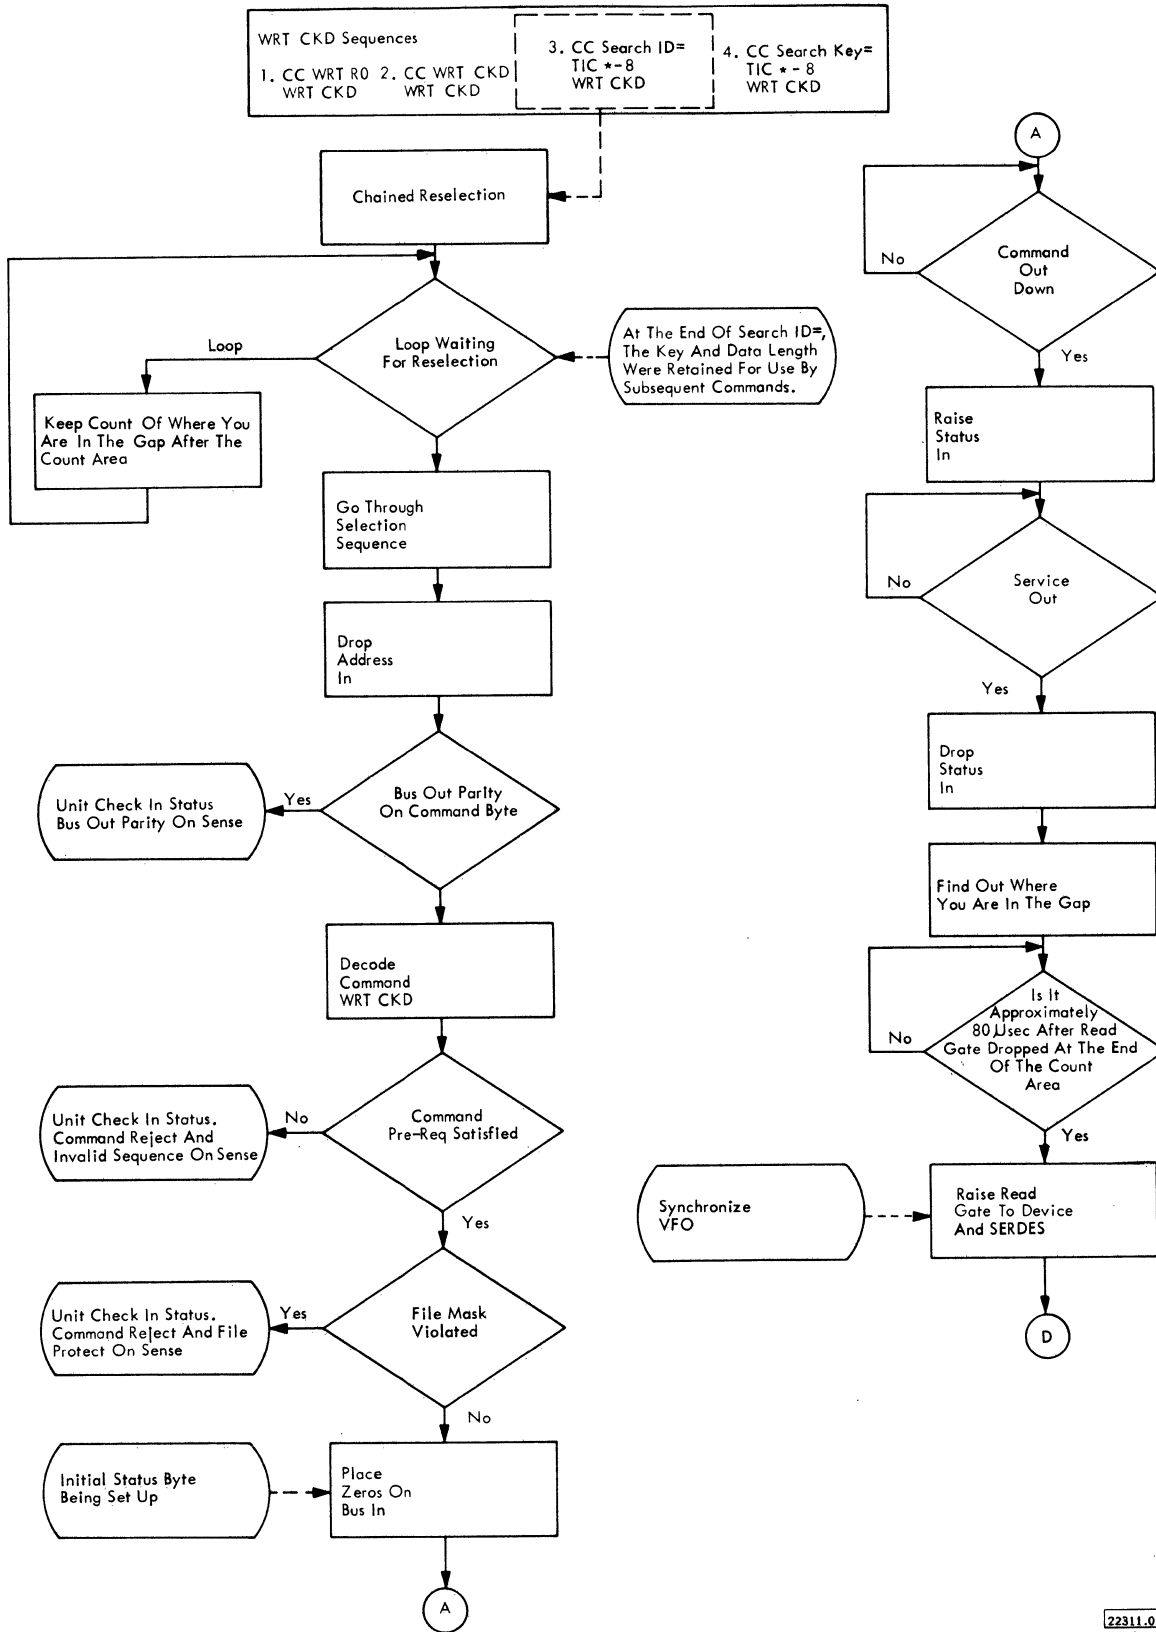 WRT CKD Sequences
1. CC WRT R0
WRT CKD
2. CC WRT CKD
WRT CKD
3. CC Search ID=
TIC *-8
WRT CKD
4. CC Search Key=
TIC *-8
WRT CKD
Chained Reselection
Loop Waiting
For Reselection
Loop
At The End Of Search ID=,
The Key And Data Length
Were Retained For Use By
Subsequent Commands.
Keep Count Of Where You
Are In The Gap After The
Count Area
Go Through
Selection
Sequence
Drop
Address
In
Bus Out Parity
On Command Byte
Yes
Unit Check In Status
Bus Out Parity On Sense
Decode
Command
WRT CKD
Command
Pre-Req Satisfied
No
Unit Check In Status.
Command Reject And
Invalid Sequence On Sense
Yes
File Mask
Violated
Yes
Unit Check In Status.
Command Reject And File
Protect On Sense
No
Initial Status Byte
Being Set Up
Place
Zeros On
Bus In
A
A
Command
Out
Down
No
Yes
Raise
Status
In
Service
Out
No
Yes
Drop
Status
In
Find Out Where
You Are In The Gap
Is It
Approximately
80 μsec After Read
Gate Dropped At The End
Of The Count
Area
No
Yes
Synchronize
VFO
Raise Read
Gate To Device
And SERDES
D
22311.0